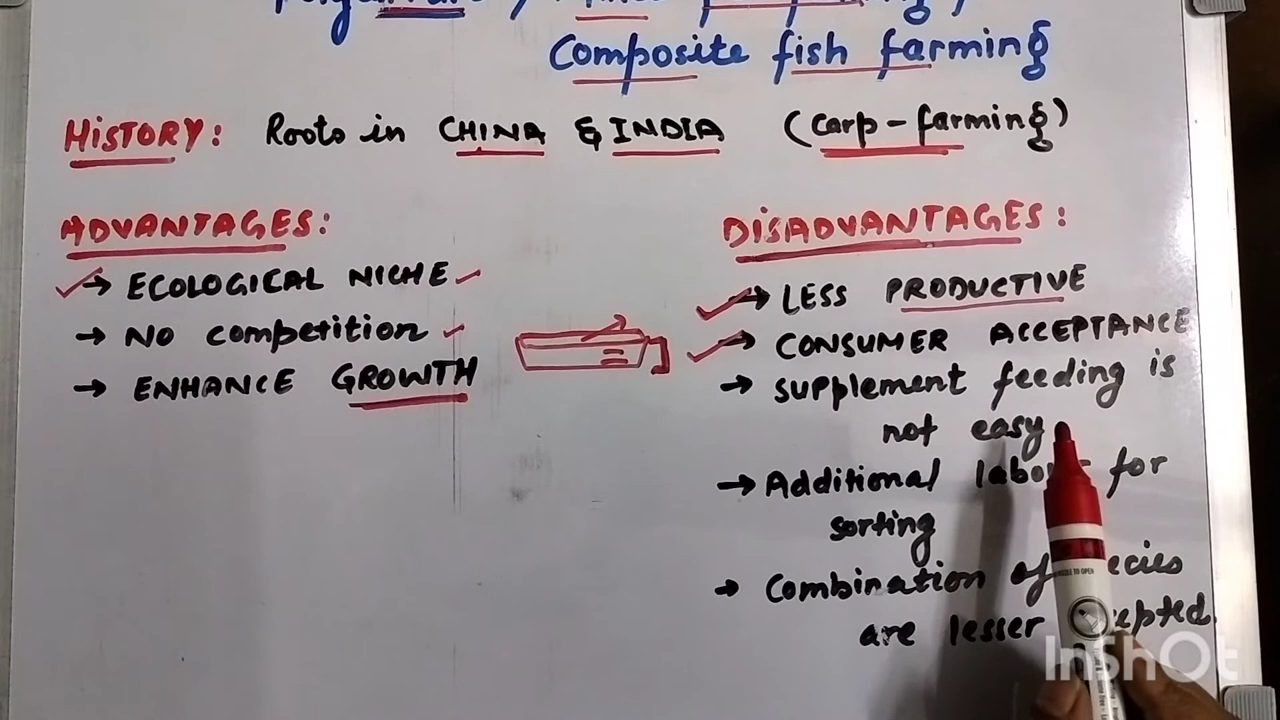 Composite fish farming
HISTORY: Roots in CHINA & INDIA (Carp-farming)
ADVANTAGES:
→ ECOLOGICAL NICHE
→ No competition
→ ENHANCE GROWTH
DISADVANTAGES:
→ LESS PRODUCTIVE
→ CONSUMER ACCEPTANCE
→ supplement feeding is
not easy
→ Additional for
sorting
→ Combination of
are lesser
InShOt